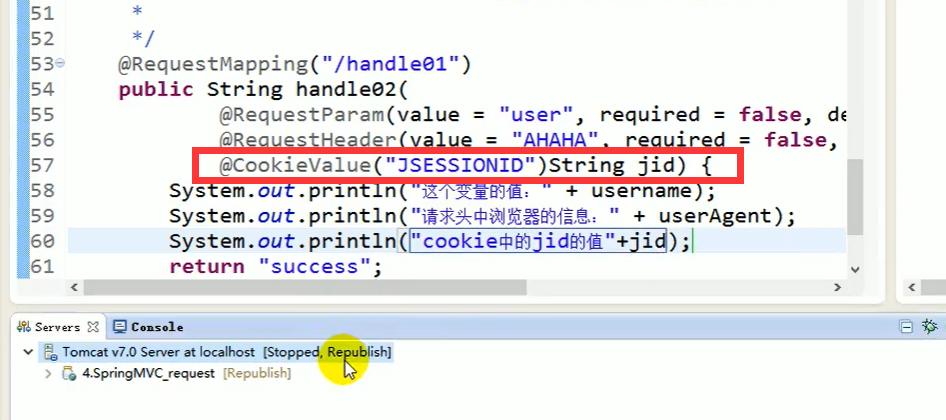 51 *
52 */
53 @RequestMapping("/handle01")
54 public String handle02(
55 @RequestParam(value = "user", required = false, de
56 @RequestHeader(value = "AHAHA", required = false,
57 @CookieValue("JSESSIONID")String jid) {
58 System.out.println("这个变量的值：" + username);
59 System.out.println("请求头中浏览器的信息：" + userAgent);
60 System.out.println("cookie中的jid的值"+jid);
61 return "success";
Servers Console
Tomcat v7.0 Server at localhost [Stopped, Republish]
4.SpringMVC_request [Republish]